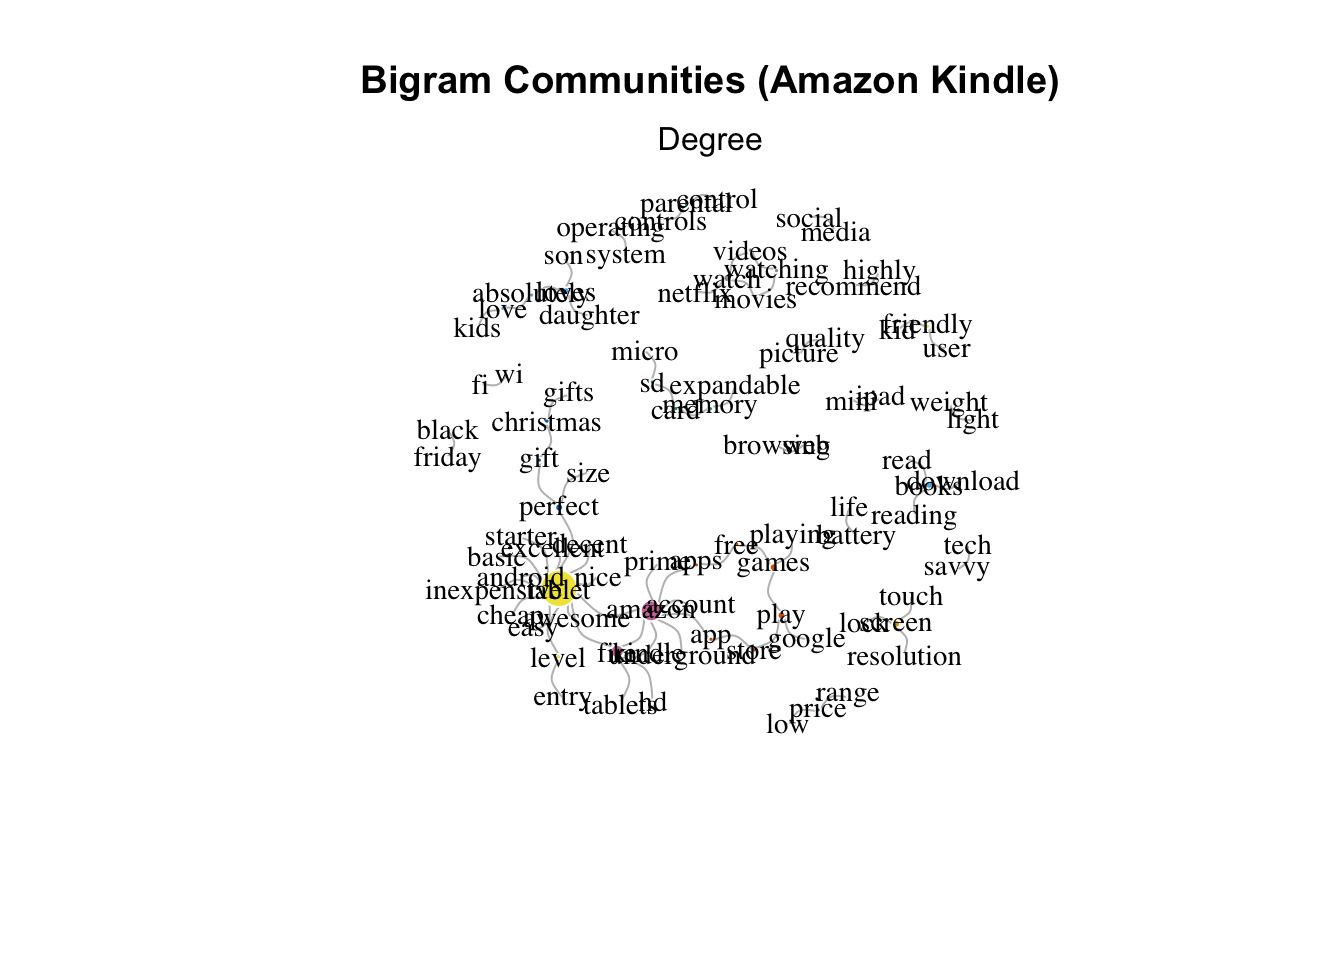 Bigram Communities (Amazon Kindle)
Degree
control
parental
social
controls
operating
media
videos
son system
watching
highly
watch
recommend
netflix
movies
absolutely
loves
love
daughter
kids
friendly
kid
user
quality
picture
micro
wi
fi
sd expandable
gifts
memory
card
mini
ipad
weight
light
christmas
black
friday
browsing
web
gift
read
size
download
books
perfect
life
reading
starter
playing
battery
decent
excellent
free
tech
basic
prime
apps
games
savvy
android
nice
inexpensive
tablet
touch
account
amazon
cheap
awesome
play
easy
lock
screen
app
google
level
fire
kindle
underground
store
resolution
entry
tablets
hd
range
price
low